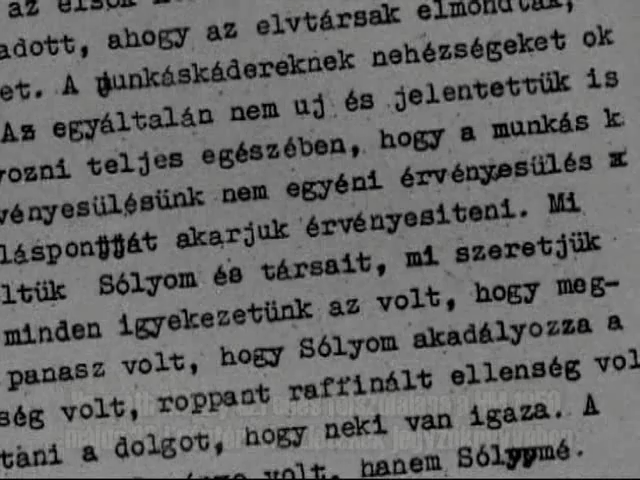 az elsők
adott, ahogy az elvtársak elmondták,
et. A munkáskádereknek nehézségeket ok
Az egyáltalán nem uj és jelentettük is
vozni teljes egészében, hogy a munkás k
vényesülésünk nem egyéni érvényesülés
láspontját akarjuk érvényesiteni. Mi
ltük Sólyom és társait, mi szeretjük
minden igyekezetünk az volt, hogy meg-
panasz volt, hogy Sólyom akadályozza a
ség volt, roppant raffinált ellenség vol
tani a dolgot, hogy neki van igaza. A
volt, hanem Sólyomé.